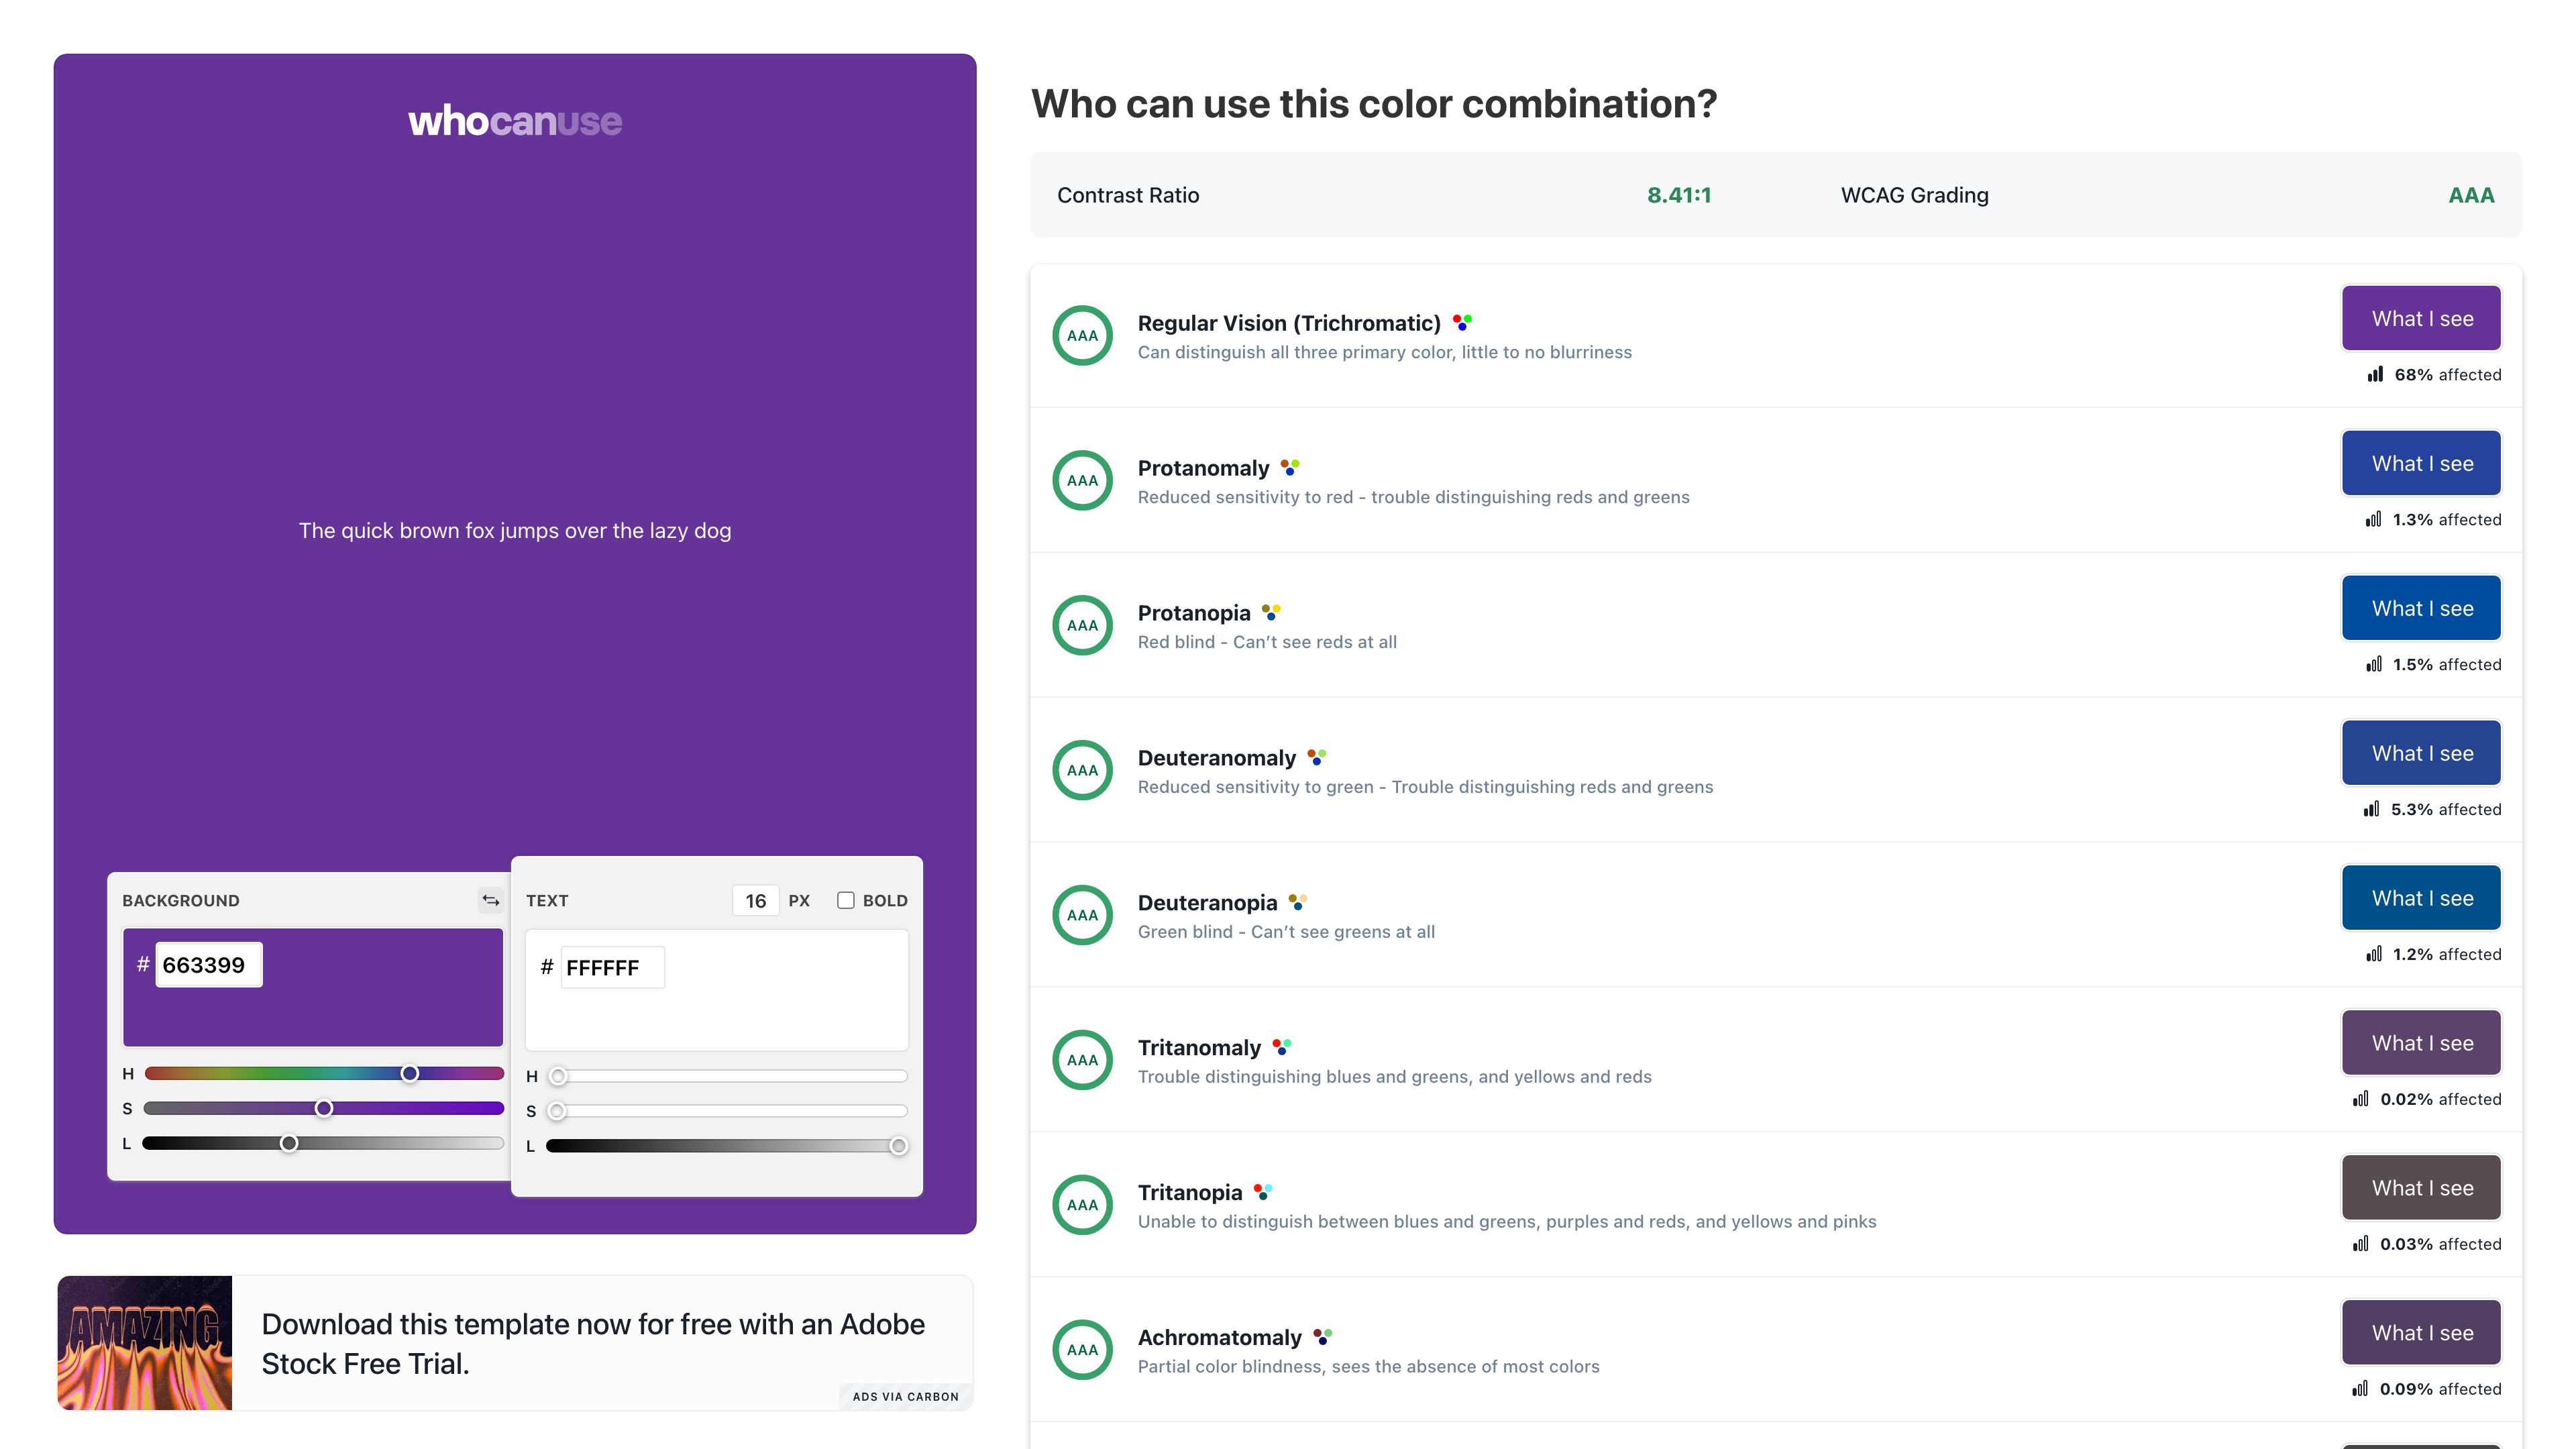 whocanuse
The quick brown fox jumps over the lazy dog
BACKGROUND
# 663399
H
S
L
TEXT
16 PX
BOLD
# FFFFFF
H
S
L
AMAZING
Download this template now for free with an Adobe
Stock Free Trial.
ADS VIA CARBON
Who can use this color combination?
Contrast Ratio 8.41:1 WCAG Grading AAA
AAA
Regular Vision (Trichromatic)
Can distinguish all three primary color, little to no blurriness
What I see
68% affected
AAA
Protanomaly
Reduced sensitivity to red - trouble distinguishing reds and greens
What I see
1.3% affected
AAA
Protanopia
Red blind - Can’t see reds at all
What I see
1.5% affected
AAA
Deuteranomaly
Reduced sensitivity to green - Trouble distinguishing reds and greens
What I see
5.3% affected
AAA
Deuteranopia
Green blind - Can’t see greens at all
What I see
1.2% affected
AAA
Tritanomaly
Trouble distinguishing blues and greens, and yellows and reds
What I see
0.02% affected
AAA
Tritanopia
Unable to distinguish between blues and greens, purples and reds, and yellows and pinks
What I see
0.03% affected
AAA
Achromatomaly
Partial color blindness, sees the absence of most colors
What I see
0.09% affected